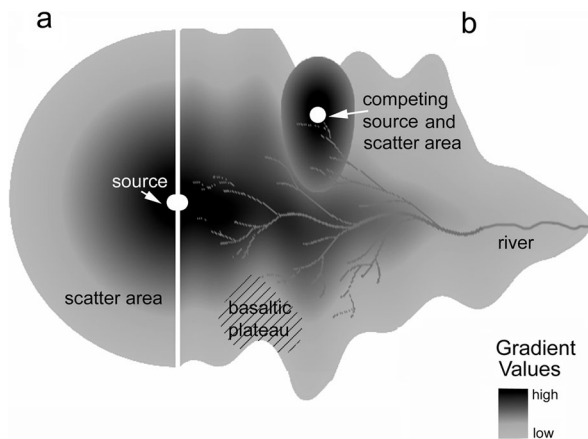 a
b
competing
source and
scatter area
source
river
scatter area
basaltic
plateau
Gradient
Values
high
low